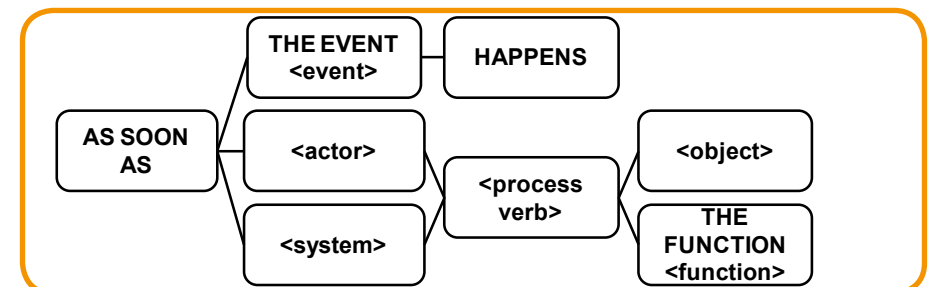 THE EVENT
<event>
HAPPENS
AS SOON
AS
<actor>
<system>
<process
verb>
<object>
THE
FUNCTION
<function>